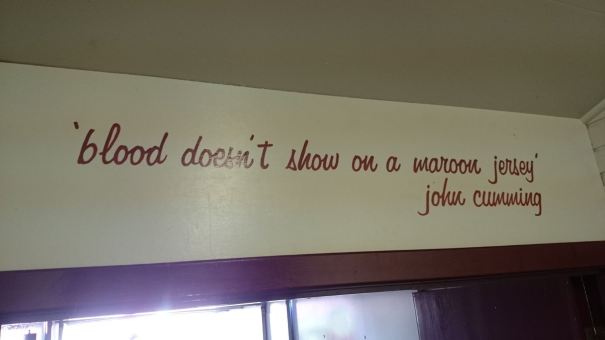 'blood doesn't show on a maroon jersey'
john cumming